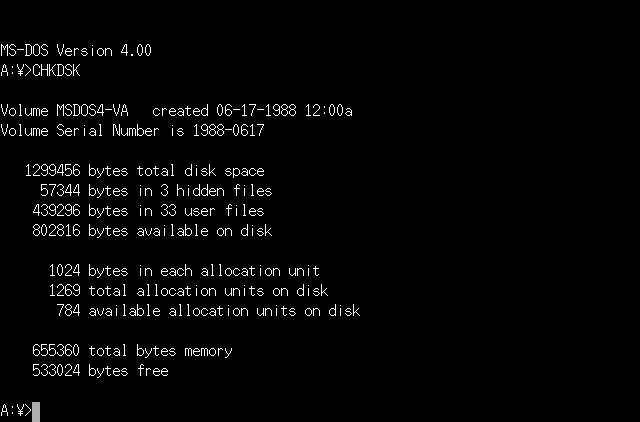 MS-DOS Version 4.00
A:¥>CHKDSK

Volume MSDOS4-VA   created 06-17-1988 12:00a
Volume Serial Number is 1988-0617

   1299456 bytes total disk space
     57344 bytes in 3 hidden files
    439296 bytes in 33 user files
    802816 bytes available on disk

      1024 bytes in each allocation unit
      1269 total allocation units on disk
       784 available allocation units on disk

    655360 total bytes memory
    533024 bytes free

A:¥>